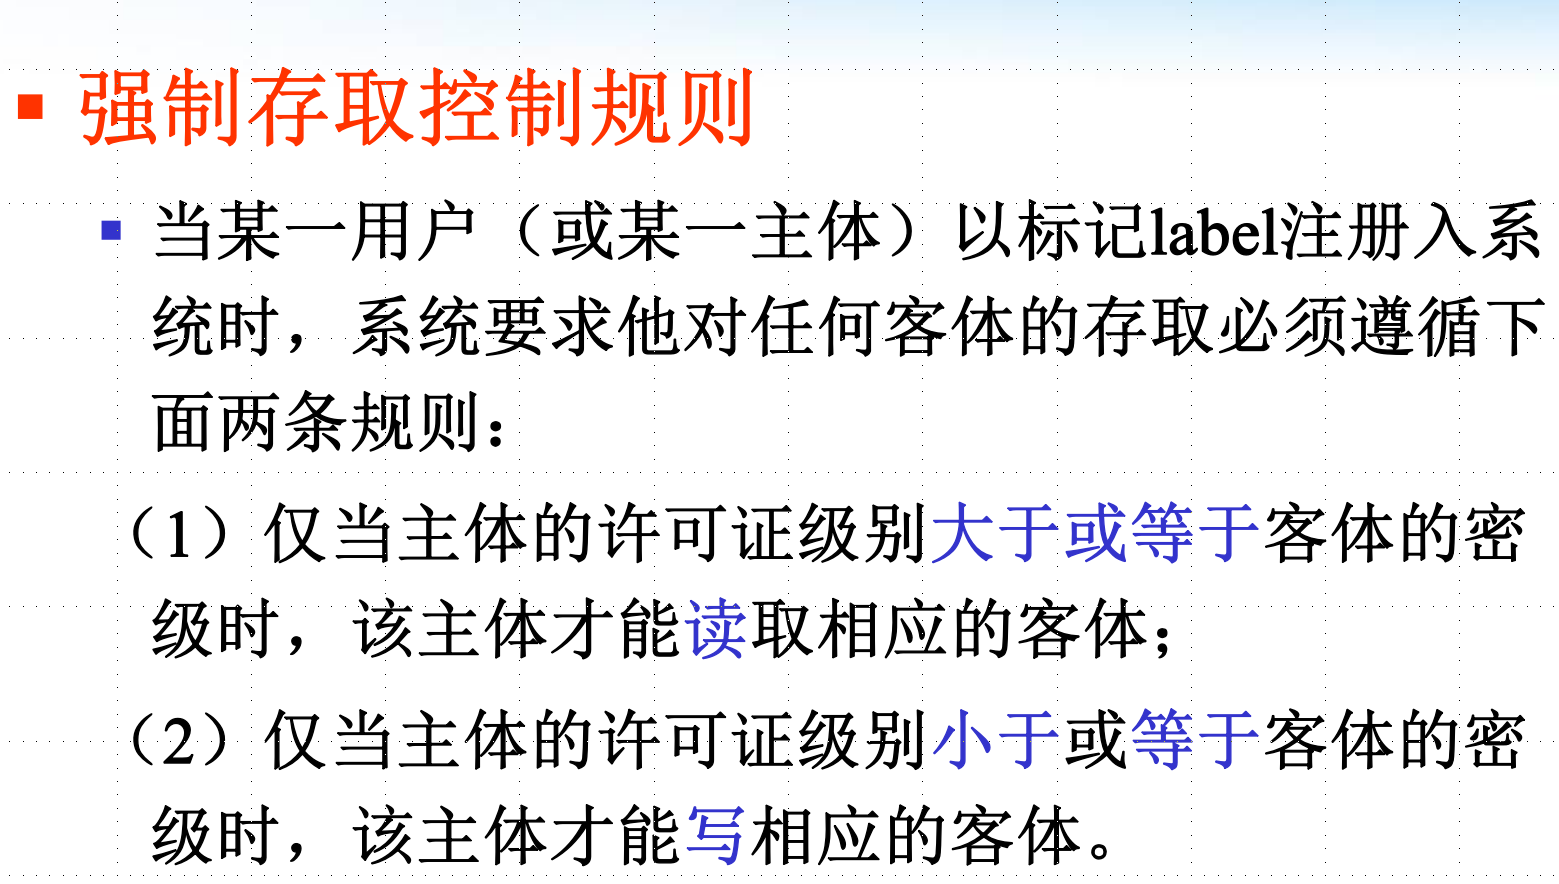 强制存取控制规则
当某一用户（或某一主体）以标记label注册入系
统时，系统要求他对任何客体的存取必须遵循下
面两条规则：
（1）仅当主体的许可证级别大于或等于客体的密
级时，该主体才能读取相应的客体；
（2）仅当主体的许可证级别小于或等于客体的密
级时，该主体才能写相应的客体。